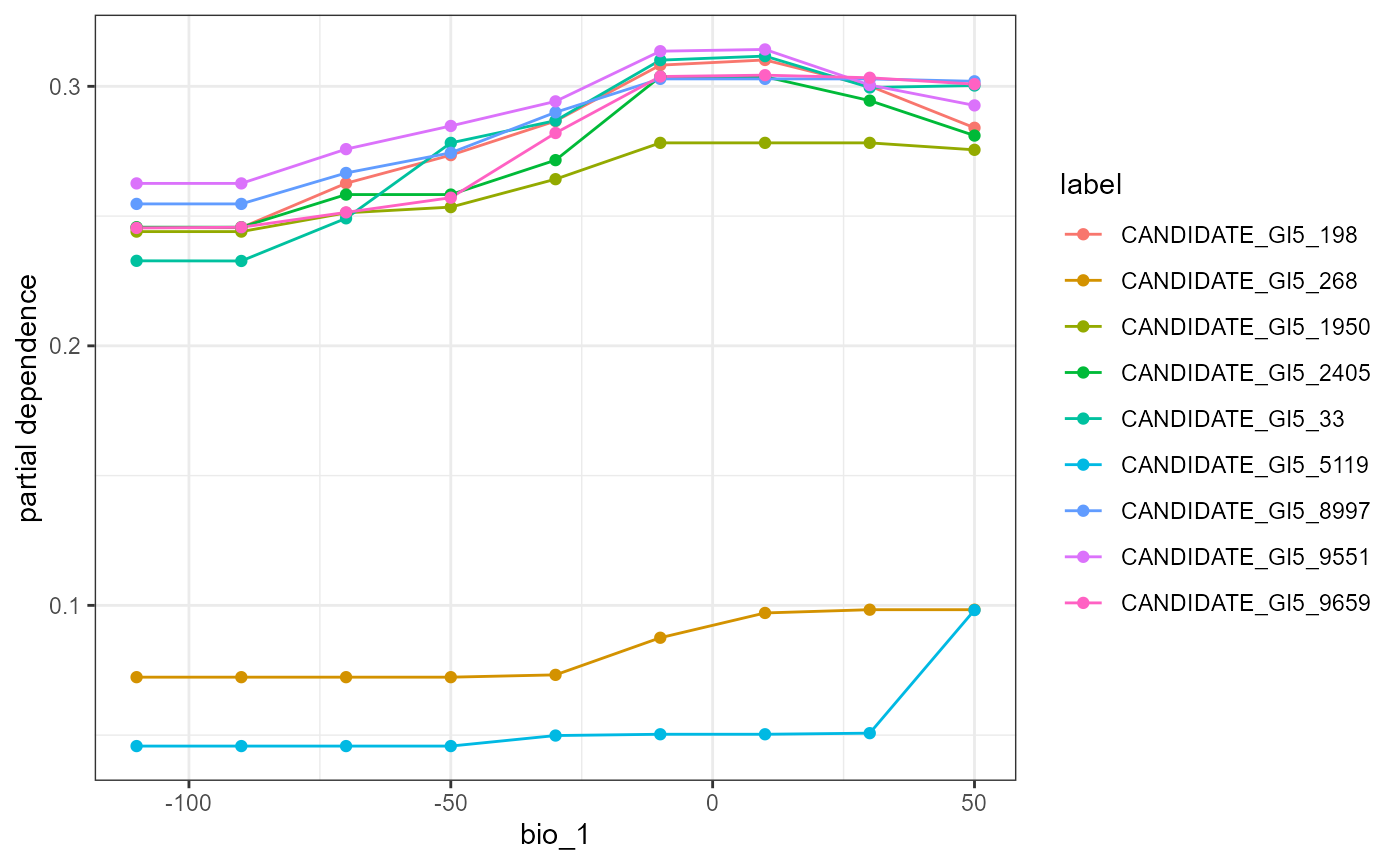 0.3
0.2
0.1
partial dependence
-100
-50
0
50
bio_1
label
CANDIDATE_GI5_198
CANDIDATE_GI5_268
CANDIDATE_GI5_1950
CANDIDATE_GI5_2405
CANDIDATE_GI5_33
CANDIDATE_GI5_5119
CANDIDATE_GI5_8997
CANDIDATE_GI5_9551
CANDIDATE_GI5_9659